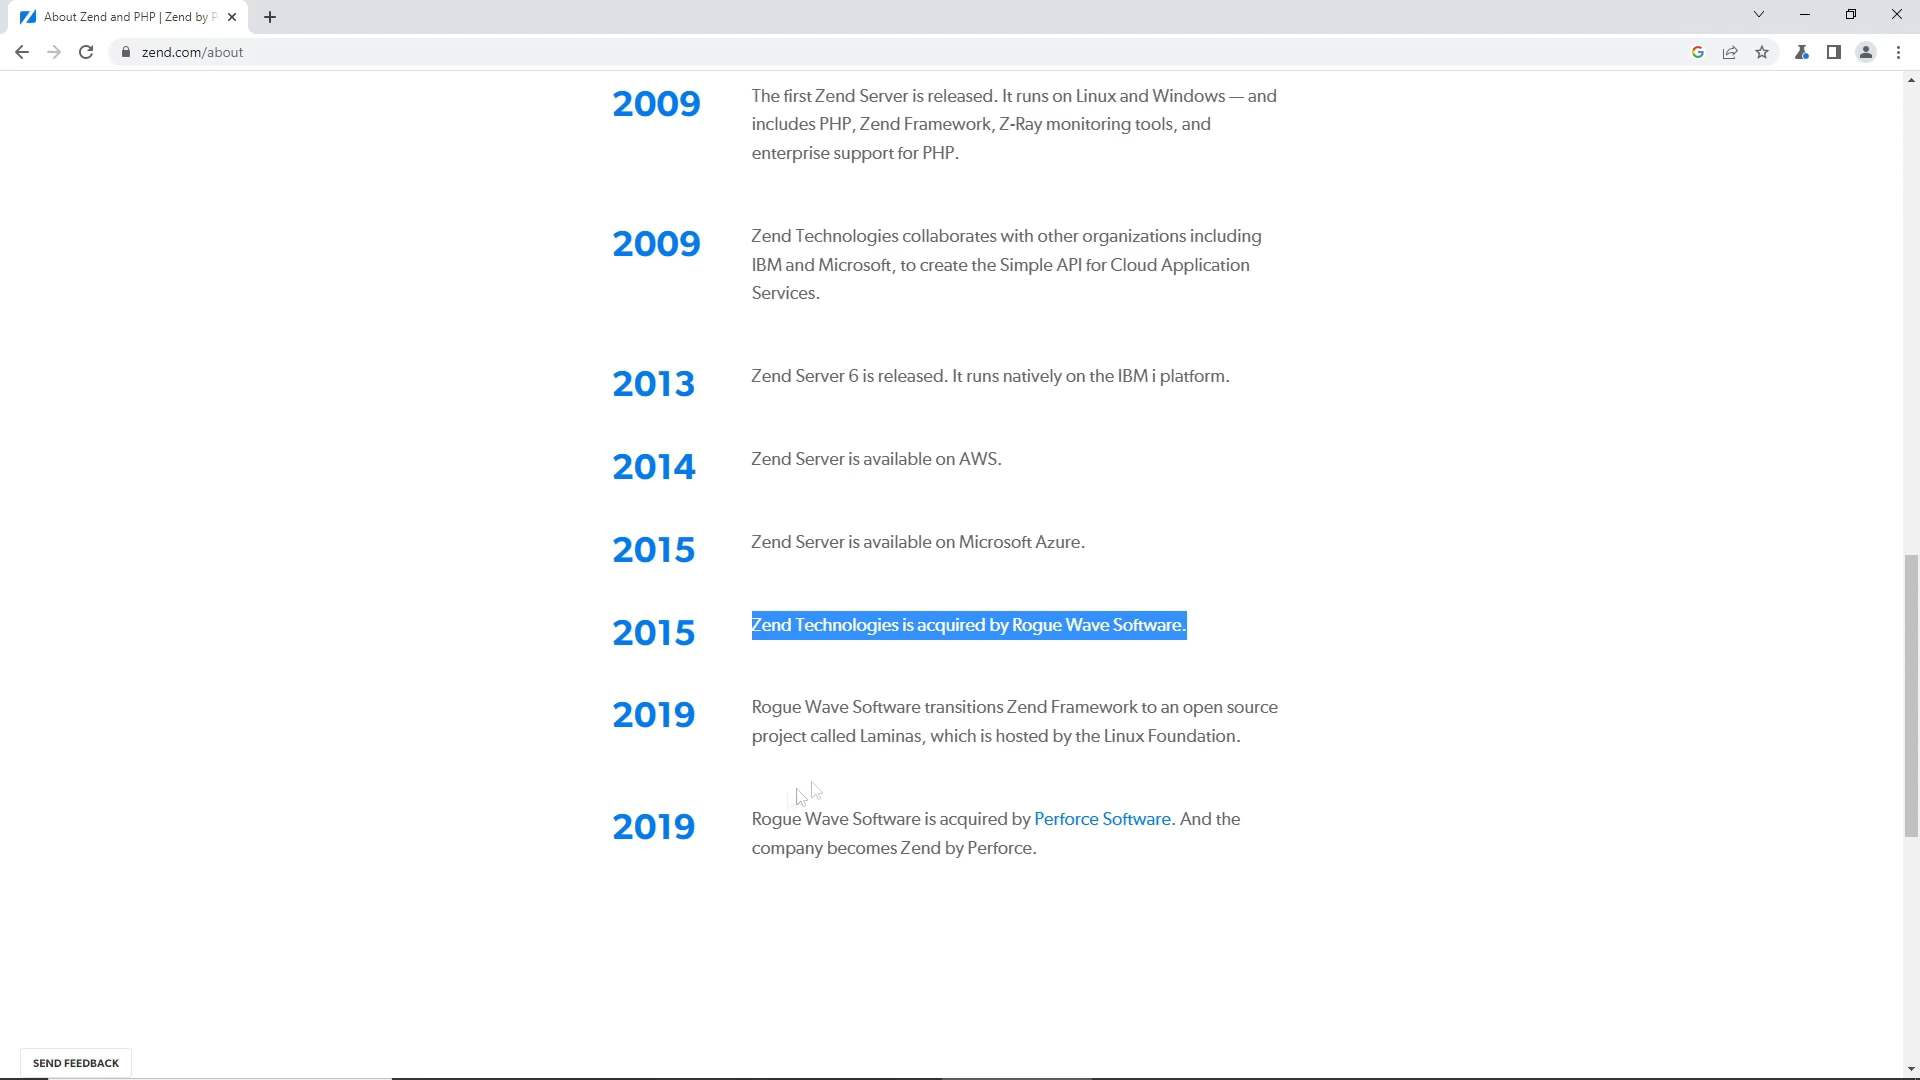 About Zend and PHP | Zend by P
zend.com/about
2009
The first Zend Server is released. It runs on Linux and Windows — and
includes PHP, Zend Framework, Z-Ray monitoring tools, and
enterprise support for PHP.
2009
Zend Technologies collaborates with other organizations including
IBM and Microsoft, to create the Simple API for Cloud Application
Services.
2013
Zend Server 6 is released. It runs natively on the IBM i platform.
2014
Zend Server is available on AWS.
2015
Zend Server is available on Microsoft Azure.
2015
Zend Technologies is acquired by Rogue Wave Software.
2019
Rogue Wave Software transitions Zend Framework to an open source
project called Laminas, which is hosted by the Linux Foundation.
2019
Rogue Wave Software is acquired by Perforce Software. And the
company becomes Zend by Perforce.
SEND FEEDBACK